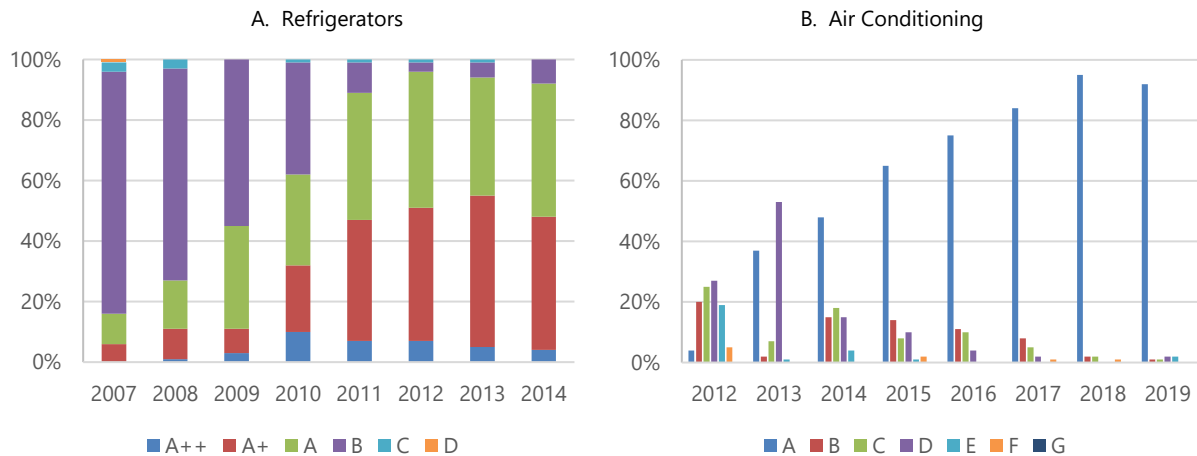 A. Refrigerators
100%
80%
60%
40%
20%
0%
2007 2008 2009 2010 2011 2012 2013 2014
A++ A+ A B C D
B. Air Conditioning
100%
80%
60%
40%
20%
0%
2012 2013 2014 2015 2016 2017 2018 2019
A B C D E F G